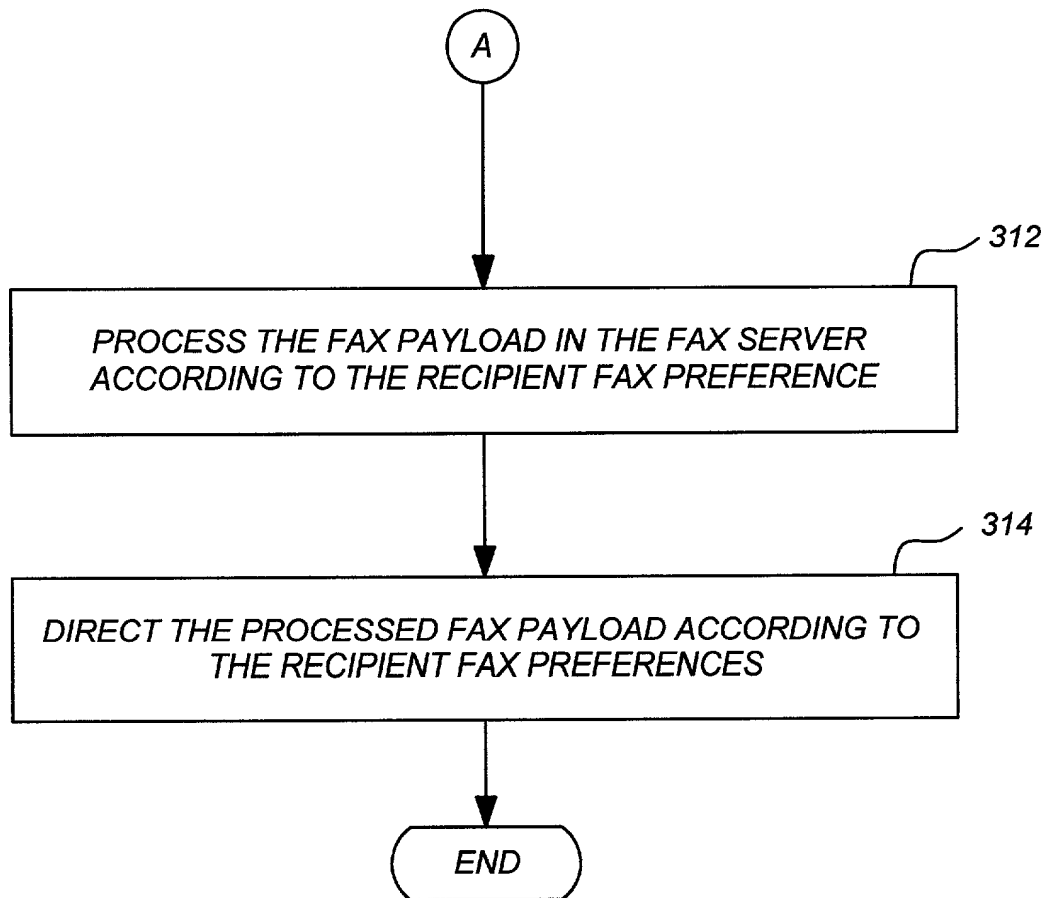 A
312
PROCESS THE FAX PAYLOAD IN THE FAX SERVER
ACCORDING TO THE RECIPIENT FAX PREFERENCE
314
DIRECT THE PROCESSED FAX PAYLOAD ACCORDING TO
THE RECIPIENT FAX PREFERENCES
END